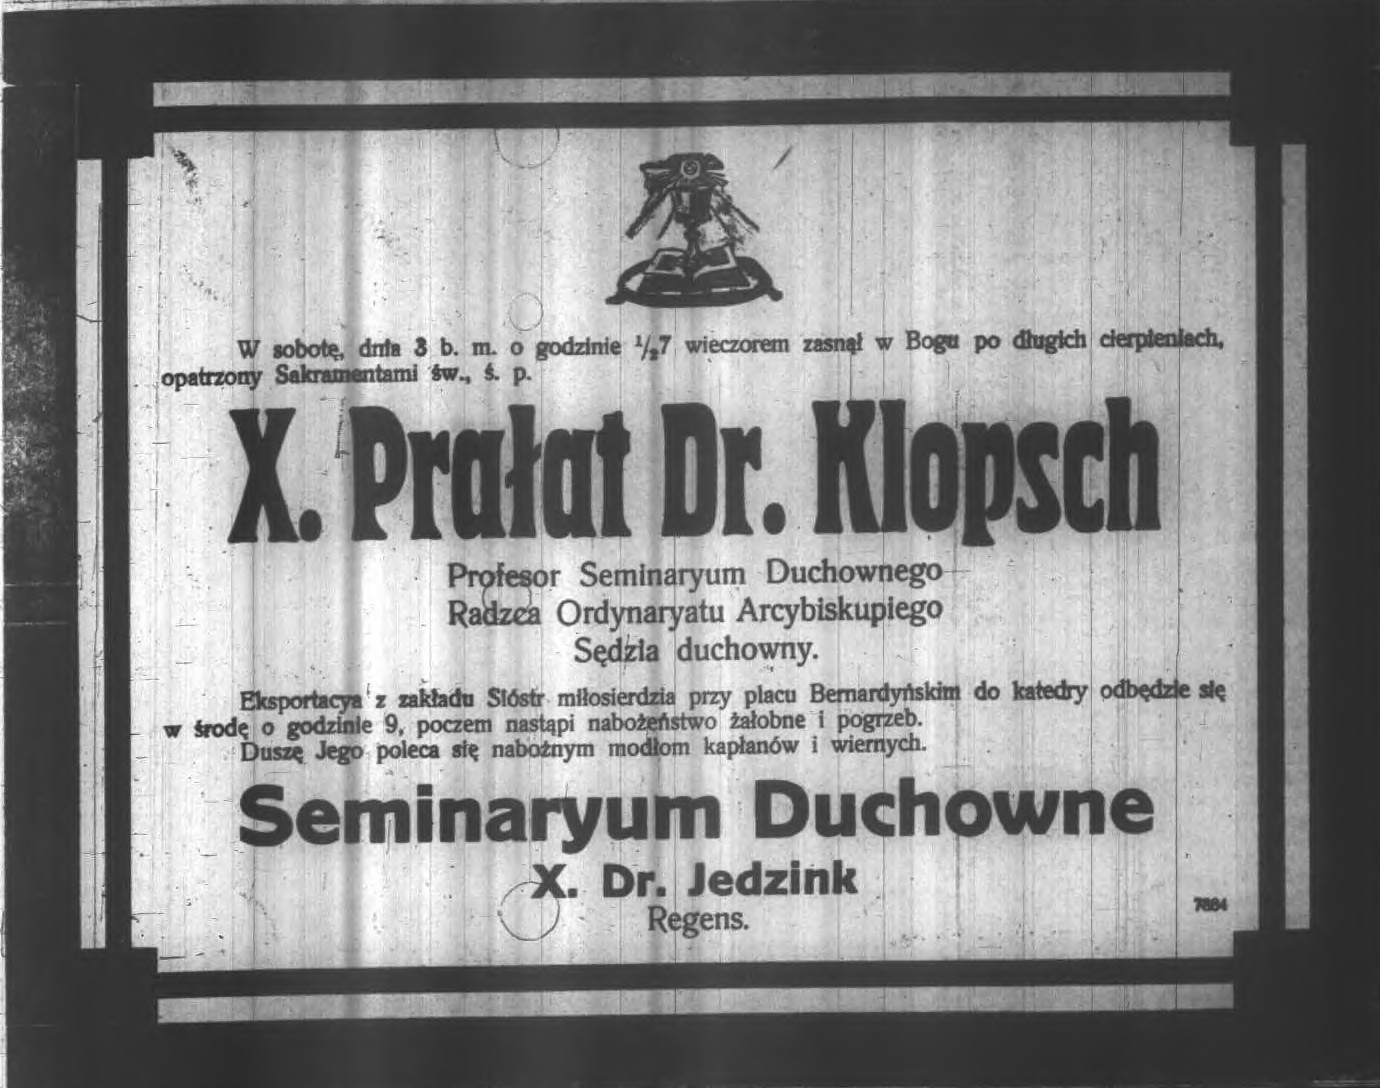 W sobotę, dnia 3 b. m. o godzinie 1/27 wieczorem zasnął w Bogu po długich cierpieniach,
opatrzony Sakramentami św., ś. p.
X. Prałat Dr. Klopsch
Profesor Seminaryum Duchownego
Radzca Ordynaryatu Arcybiskupiego
Sędzia duchowny.
Eksportacya z zakładu Sióstr miłosierdzia przy placu Bernardyńskim do katedry odbędzie się
w środę o godzinie 9, poczem nastąpi nabożeństwo żałobne i pogrzeb.
Duszę Jego poleca się nabożnym modłom kapłanów i wiernych.
Seminaryum Duchowne
X. Dr. Jedzink
Regens.
7884